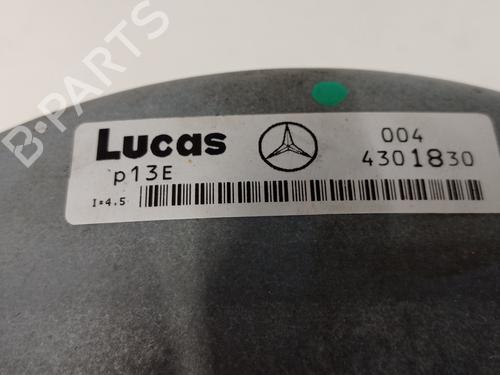 B-PARTS
Lucas
004
p13E
4301830
I=4.5